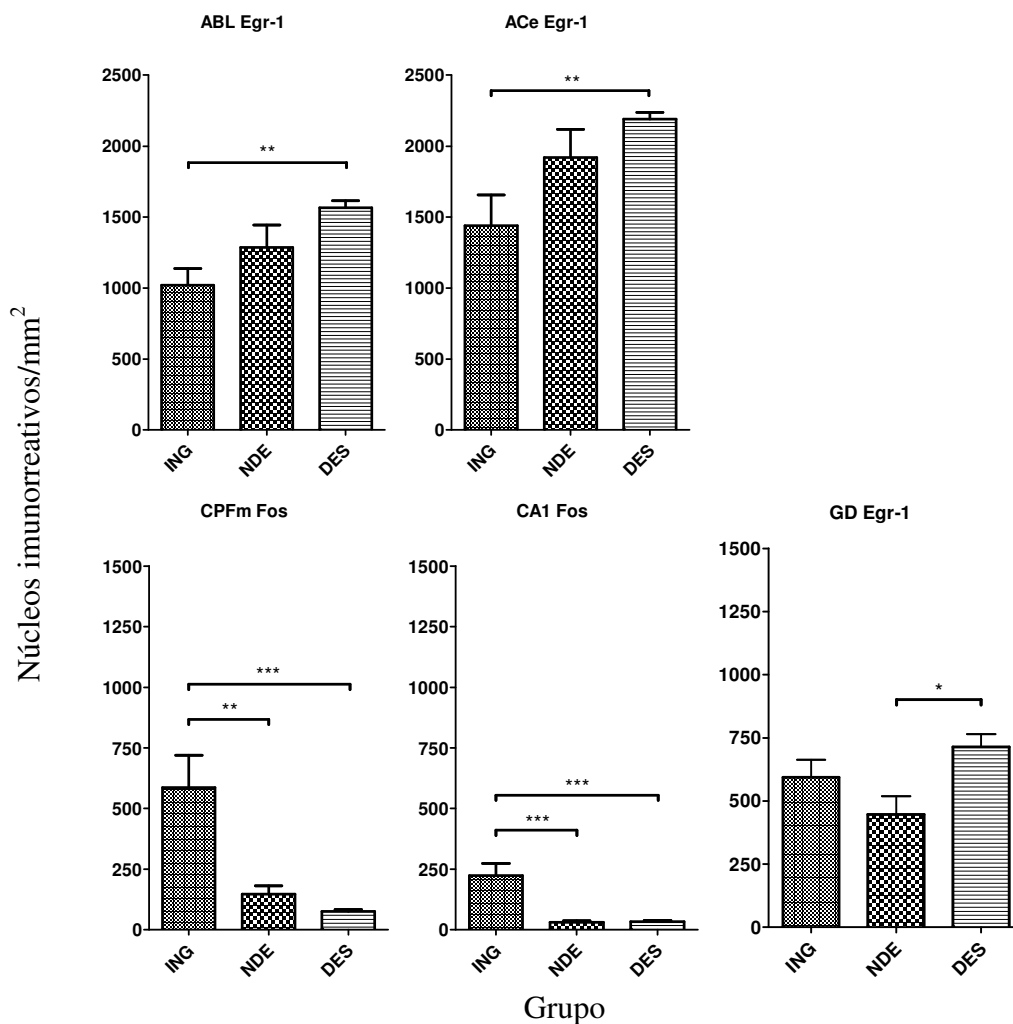 ABL Egr-1
ACe Egr-1
2500
2000
1500
1000
500
0
**
ING
NDE
DES
2500
2000
1500
1000
500
0
**
ING
NDE
DES
Núcleos imunorreativos/mm²
CPFm Fos
CA1 Fos
GD Egr-1
1500
1250
1000
750
500
250
0
***
**
ING
NDE
DES
1500
1250
1000
750
500
250
0
***
***
ING
NDE
DES
1500
1250
1000
750
500
250
0
*
ING
NDE
DES
Grupo